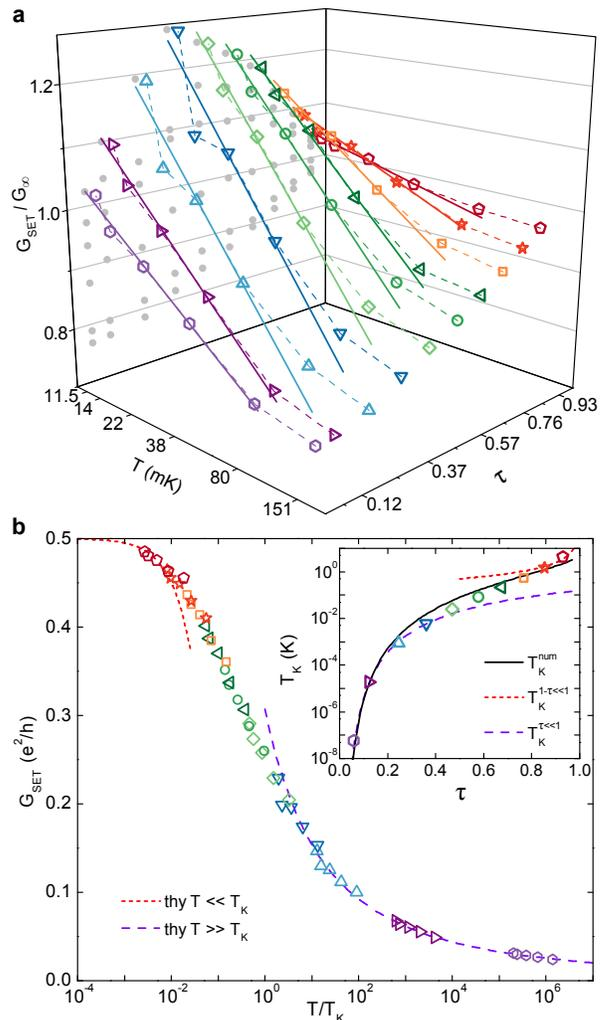 a
1.2
1.0
0.8
G_SET / G_∞
11.5
14
22
38
80
151
T (mK)
0.12
0.37
0.57
0.76
0.93
τ
b
0.5
0.4
0.3
0.2
0.1
0.0
G_SET (e²/h)
10⁻⁴ 10⁻² 10⁰ 10² 10⁴ 10⁶
T/T_K
thy T << T_K
thy T >> T_K
10⁰
10⁻²
10⁻⁴
10⁻⁶
10⁻⁸
T_K (K)
0.0 0.2 0.4 0.6 0.8 1.0
τ
T_K^num
T_K^1-τ<<1
T_K^τ<<1